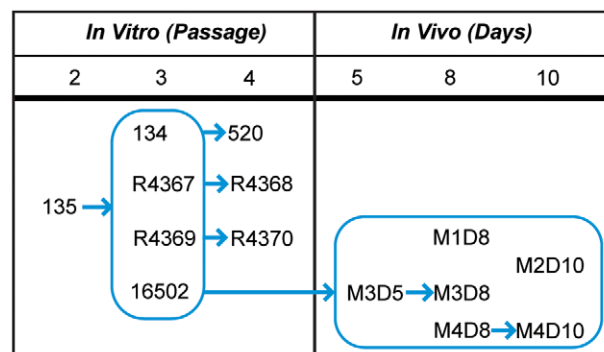 In Vitro (Passage) In Vivo (Days)
2 3 4 5 8 10
134 520
R4367 R4368
135
R4369 R4370
M1D8
M2D10
16502 M3D5 M3D8
M4D8 M4D10